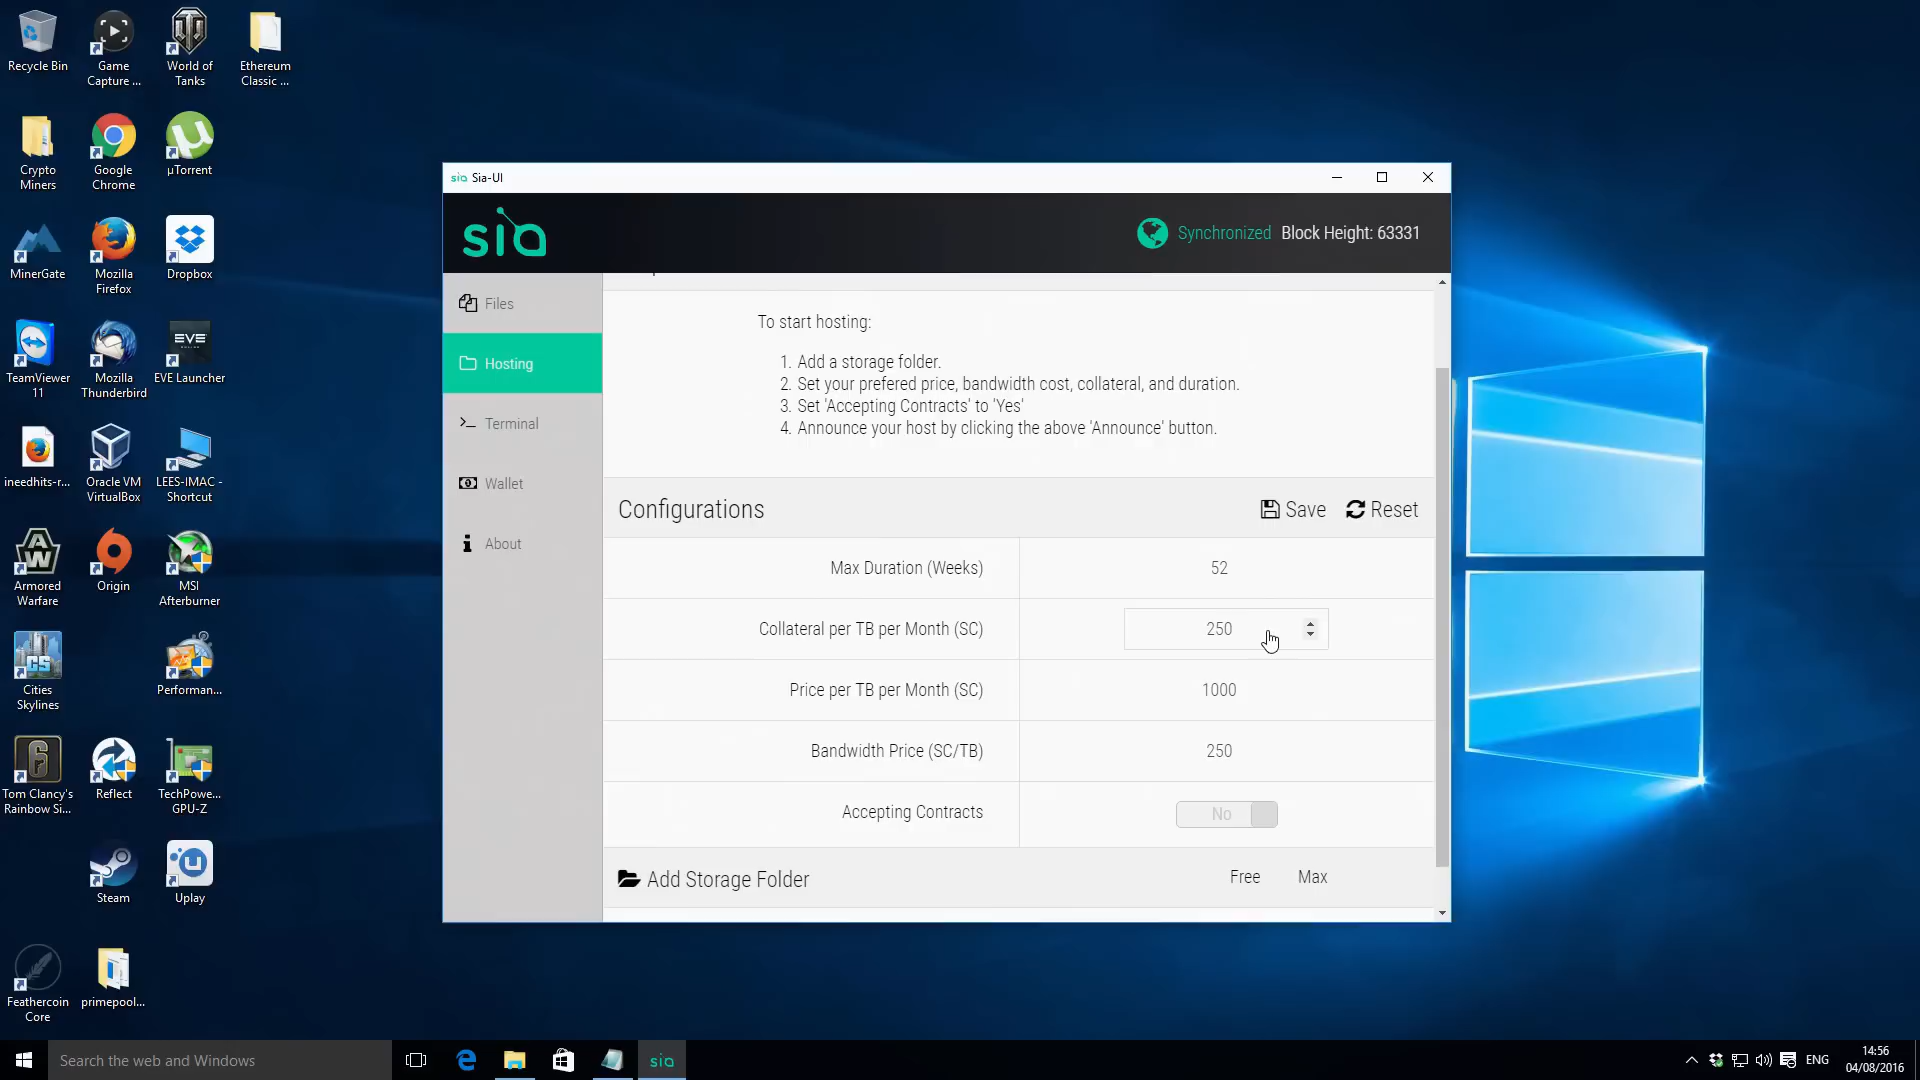 Recycle Bin
Game
Capture ...
World of
Tanks
Ethereum
Classic ...
Crypto
Miners
Google
Chrome
µTorrent
MinerGate
Mozilla
Firefox
Dropbox
TeamViewer
11
Mozilla
Thunderbird
EVE
EVE Launcher
ineedhits-r...
Oracle VM
VirtualBox
LEES-IMAC -
Shortcut
AW
Armored
Warfare
Origin
MSI
Afterburner
CS
Cities
Skylines
Performan...
6
Tom Clancy's
Rainbow Si...
Reflect
TechPowe...
GPU-Z
Steam
Uplay
Feathercoin
Core
primepool...
sia Sia-UI
sia
Synchronized Block Height: 63331
Files
Hosting
Terminal
Wallet
About
To start hosting:
1. Add a storage folder.
2. Set your prefered price, bandwidth cost, collateral, and duration.
3. Set 'Accepting Contracts' to 'Yes'
4. Announce your host by clicking the above 'Announce' button.
Configurations Save Reset
Max Duration (Weeks) 52
Collateral per TB per Month (SC) 250
Price per TB per Month (SC) 1000
Bandwidth Price (SC/TB) 250
Accepting Contracts No
Add Storage Folder Free Max
Search the web and Windows
sia
ENG
14:56
04/08/2016